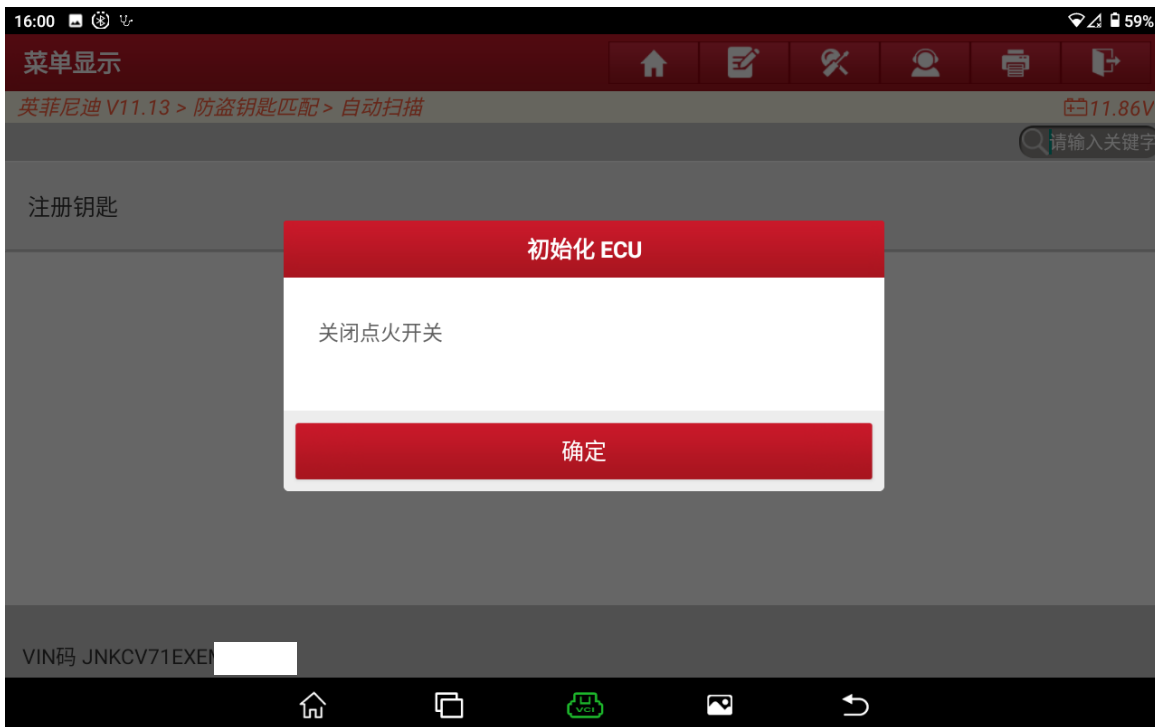 16:00
59%
菜单显示
英菲尼迪 V11.13 > 防盗钥匙匹配 > 自动扫描
11.86V
请输入关键字
注册钥匙
初始化 ECU
关闭点火开关
确定
VIN码 JNKCV71EXE
VCI